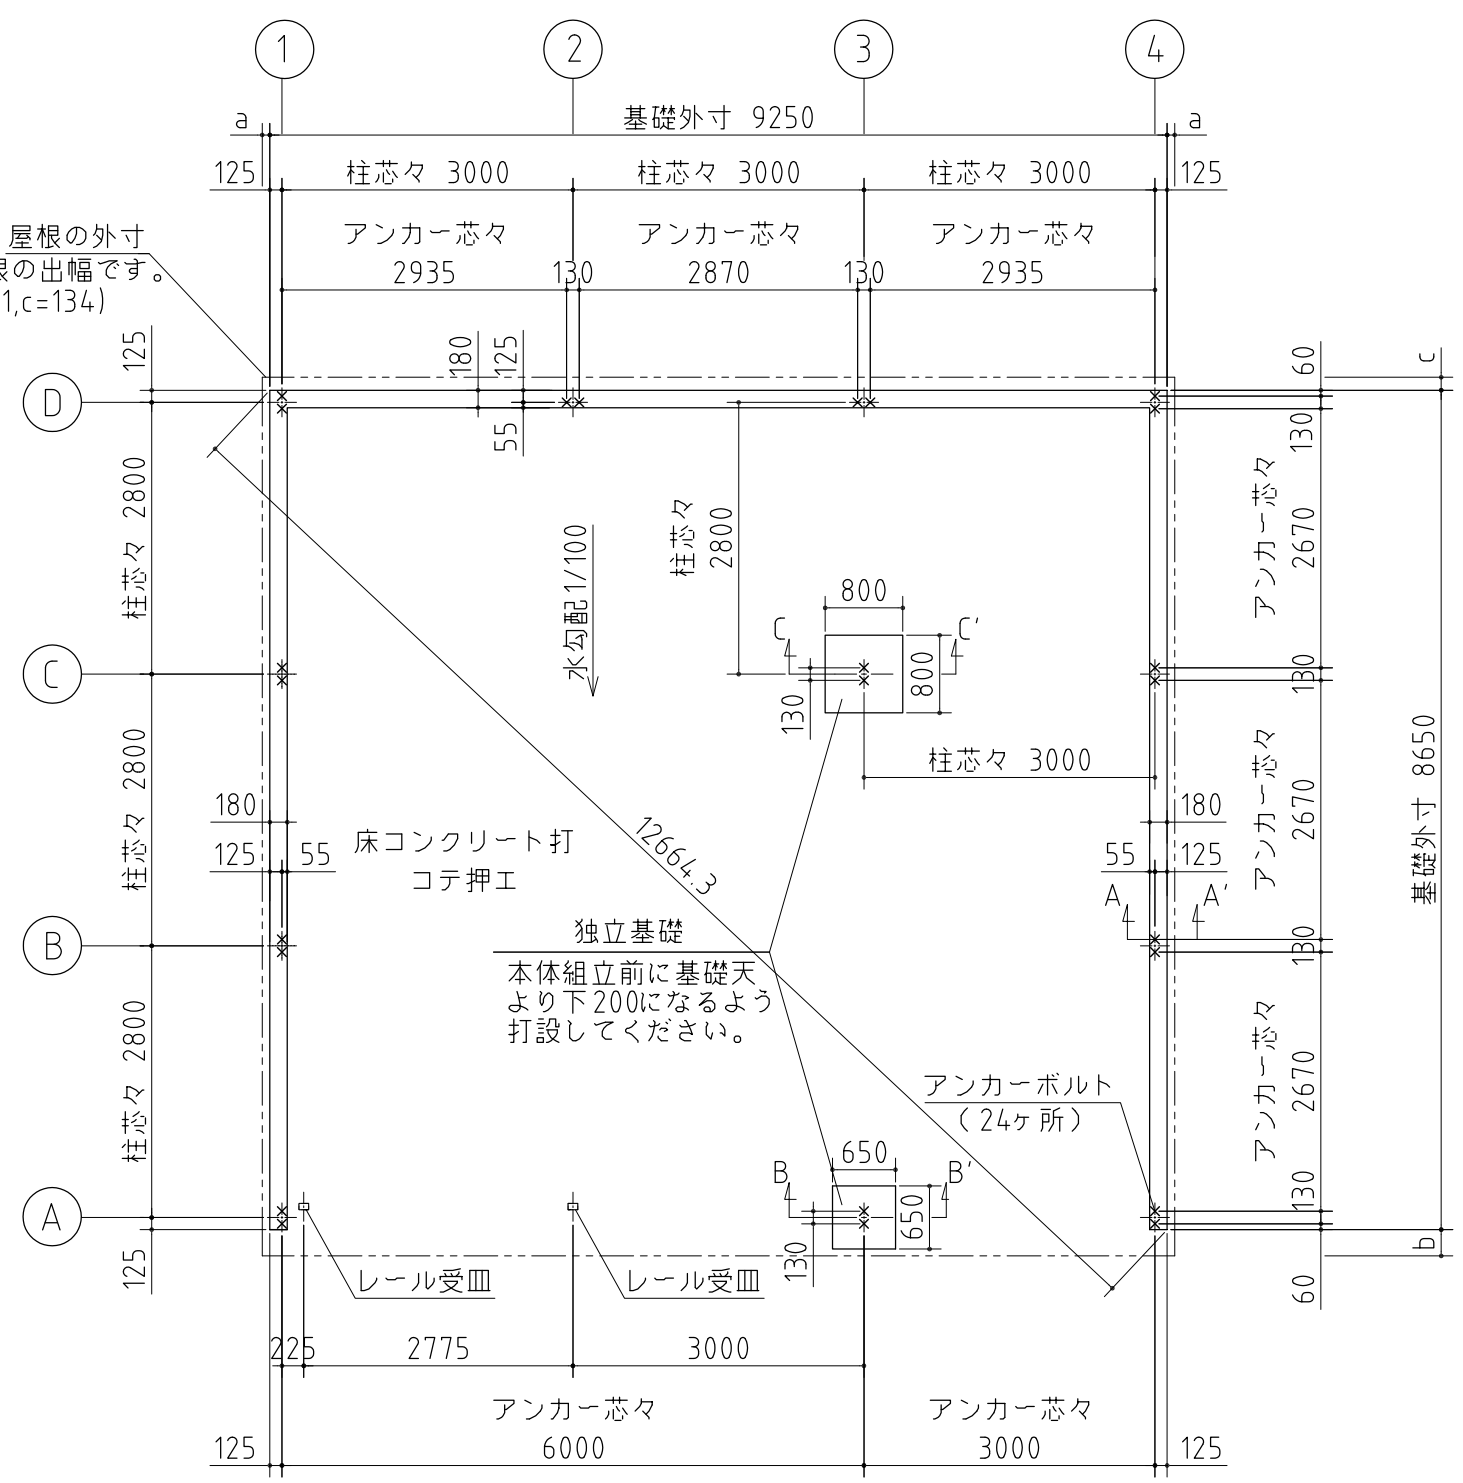 1
2
3
4
a
基礎外寸 9250
a
125
柱芯々 3000
柱芯々 3000
柱芯々 3000
125
屋根の外寸
根の出幅です。
1,c=134)
アンカー芯々
2935
130
アンカー芯々
2870
130
アンカー芯々
2935
125
180
125
55
60
c
D
130
柱芯々 2800
柱芯々
2800
水勾配1/100
アンカー芯々
2670
800
C
C'
800
130
C
130
柱芯々 3000
柱芯々 2800
アンカー芯々
2670
基礎外寸 8650
180
125
55
床コンクリート打
コテ押エ
12664.3
180
55
125
A
A'
B
130
独立基礎
本体組立前に基礎天
より下200になるよう
打設してください。
柱芯々 2800
アンカー芯々
2670
アンカーボルト
(24ヶ所)
650
B
B'
650
130
130
A
125
b
60
レール受皿
レール受皿
225
2775
3000
アンカー芯々
6000
アンカー芯々
3000
125
125